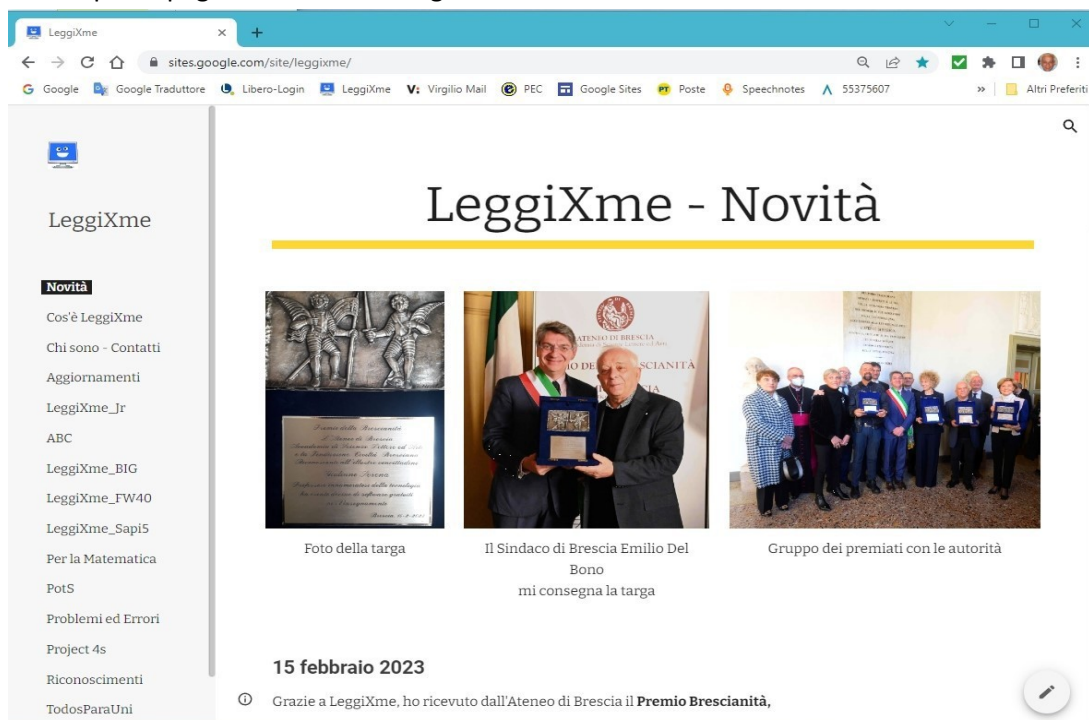 LeggiXme
sites.google.com/site/leggixme/
Google
Google Traduttore
Libero-Login
LeggiXme
Virgilio Mail
PEC
Google Sites
Poste
Speechnotes
55375607
»
Altri Preferiti
LeggiXme
Novità
Cos'è LeggiXme
Chi sono - Contatti
Aggiornamenti
LeggiXme_Jr
ABC
LeggiXme_BIG
LeggiXme_FW40
LeggiXme_Sapi5
Per la Matematica
PotS
Problemi ed Errori
Project 4s
Riconoscimenti
TodosParaUni
LeggiXme - Novità
ATENEO DI BRESCIA
Foto della targa
Il Sindaco di Brescia Emilio Del
Bono
mi consegna la targa
Gruppo dei premiati con le autorità
15 febbraio 2023
Grazie a LeggiXme, ho ricevuto dall'Ateneo di Brescia il Premio Brescianità,